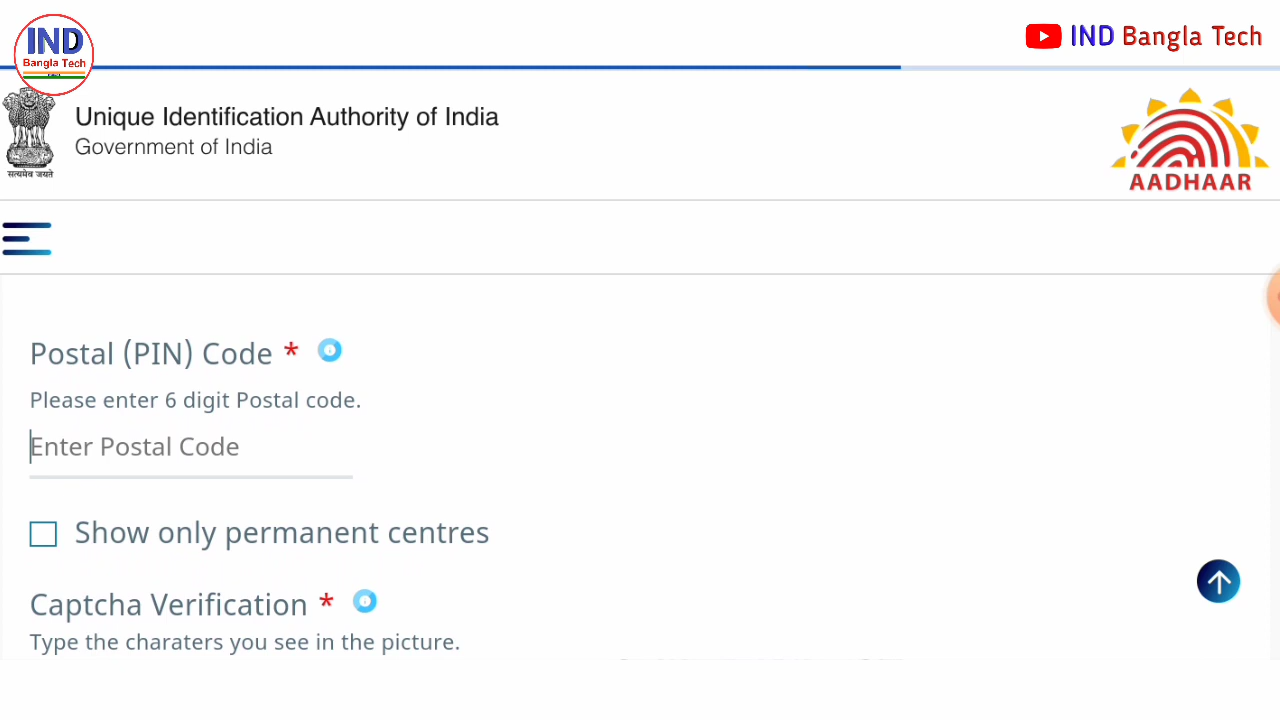 IND
Bangla Tech
IND Bangla Tech
Unique Identification Authority of India
Government of India
सत्यमेव जयते
AADHAAR
Postal (PIN) Code *
Please enter 6 digit Postal code.
Enter Postal Code
Show only permanent centres
Captcha Verification *
Type the charaters you see in the picture.